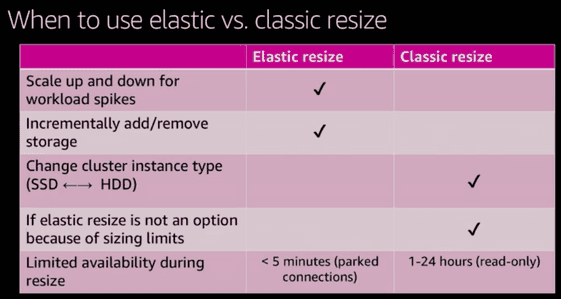 When to use elastic vs. classic resize
Elastic resize Classic resize
Scale up and down for
workload spikes ✓
Incrementally add/remove
storage ✓
Change cluster instance type
(SSD ←→ HDD) ✓
If elastic resize is not an option
because of sizing limits ✓
Limited availability during
resize
< 5 minutes (parked
connections)
1-24 hours (read-only)